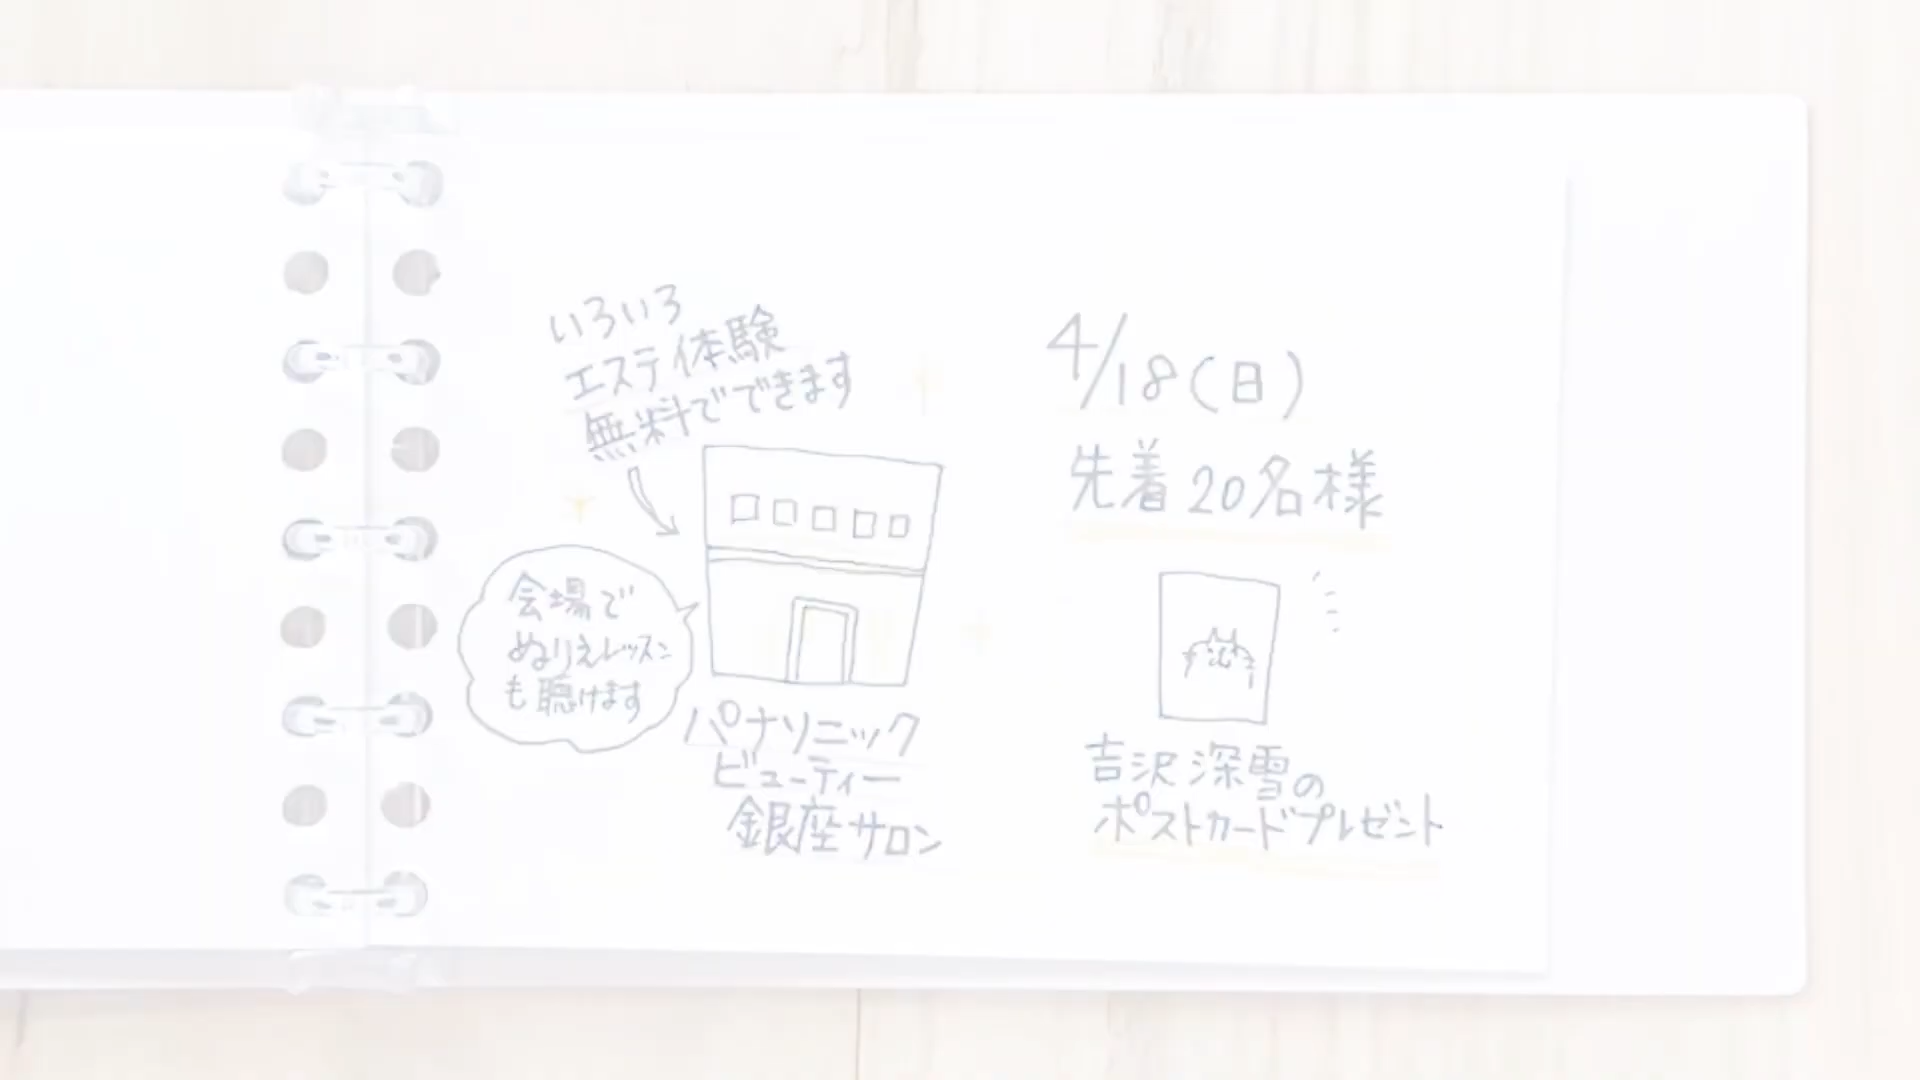 いろいろ
エステ体験
無料でできます
会場で
ぬりえレッスン
も聴けます
パナソニック
ビューティー
銀座サロン
4/18(日)
先着20名様
吉沢深雪の
ポストカードプレゼント